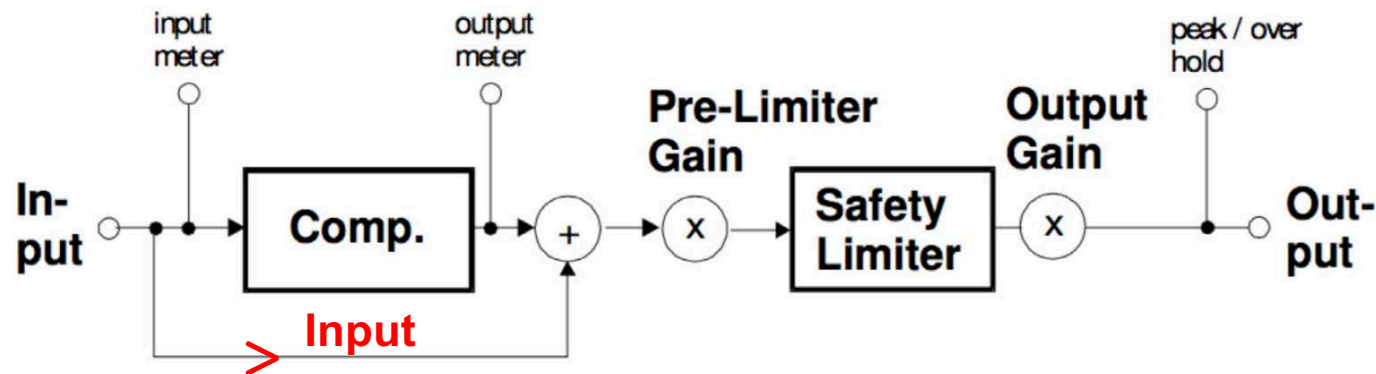 input
meter
output
meter
peak / over
hold
Pre-Limiter
Gain
Output
Gain
In-
put
Comp.
+
x
Safety
Limiter
x
Out-
put
Input